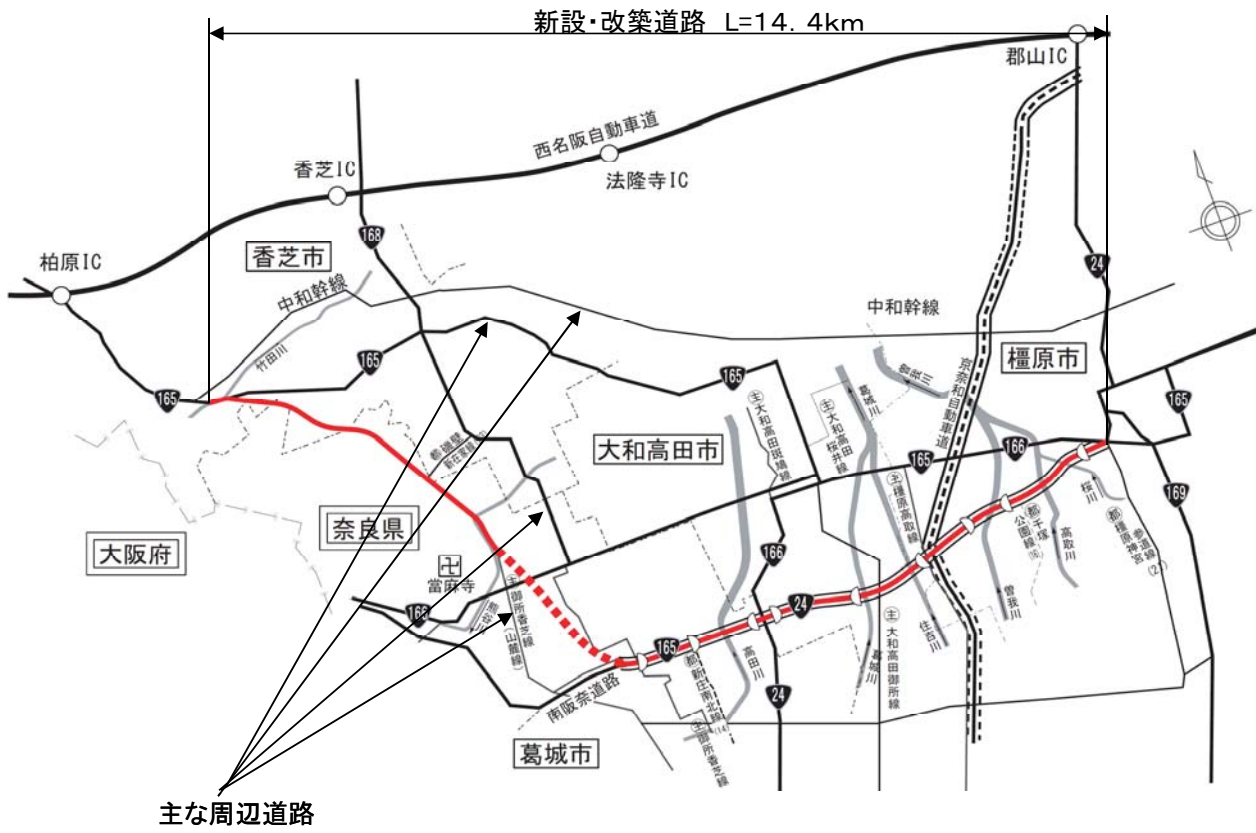 新設・改築道路 L=14. 4km
郡山IC
西名阪自動車道
香芝IC
法隆寺IC
168
香芝市
柏原IC
24
中和幹線
中和幹線
竹田川
橿原市
165
曽我川
京奈和自動車道
165
165
165
主大和高田斑鳩線
主大和高田桜井線
葛城川
大和高田市
166
165
主橿原高取線
桜川
169
奈良県
大阪府
都千塚公園線
高取川
都橿原神宮参道線(27)
當麻寺
166
24
曽我川
166
主御所香芝線(山麓線)
住吉川
165
主大和高田御所線
葛城川
高田川
都新庄南北線(14)
24
南阪奈道路
主御所香芝線
葛城市
主な周辺道路